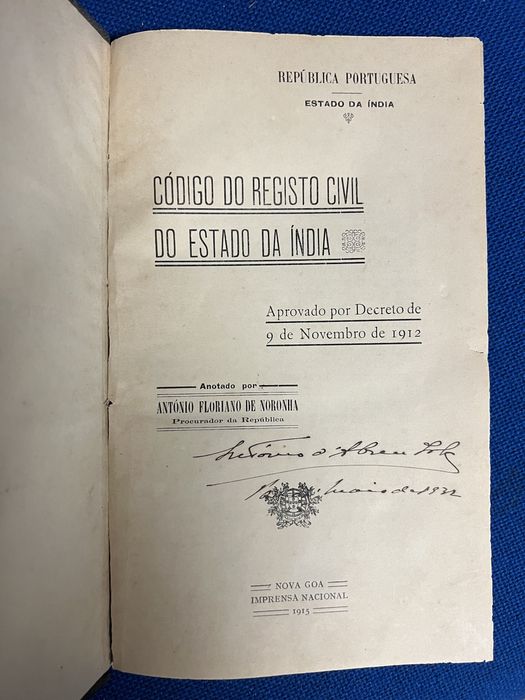 REPÚBLICA PORTUGUESA
ESTADO DA ÍNDIA
CÓDIGO DO REGISTO CIVIL
DO ESTADO DA ÍNDIA
Aprovado por Decreto de
9 de Novembro de 1912
Anotado por
ANTÓNIO FLORIANO DE NORONHA
Procurador da República
António d'Abreu
Maio de 1932
NOVA GOA
IMPRENSA NACIONAL
1915